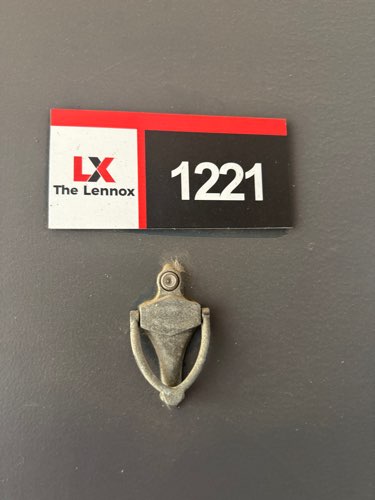 LX
The Lennox
1221